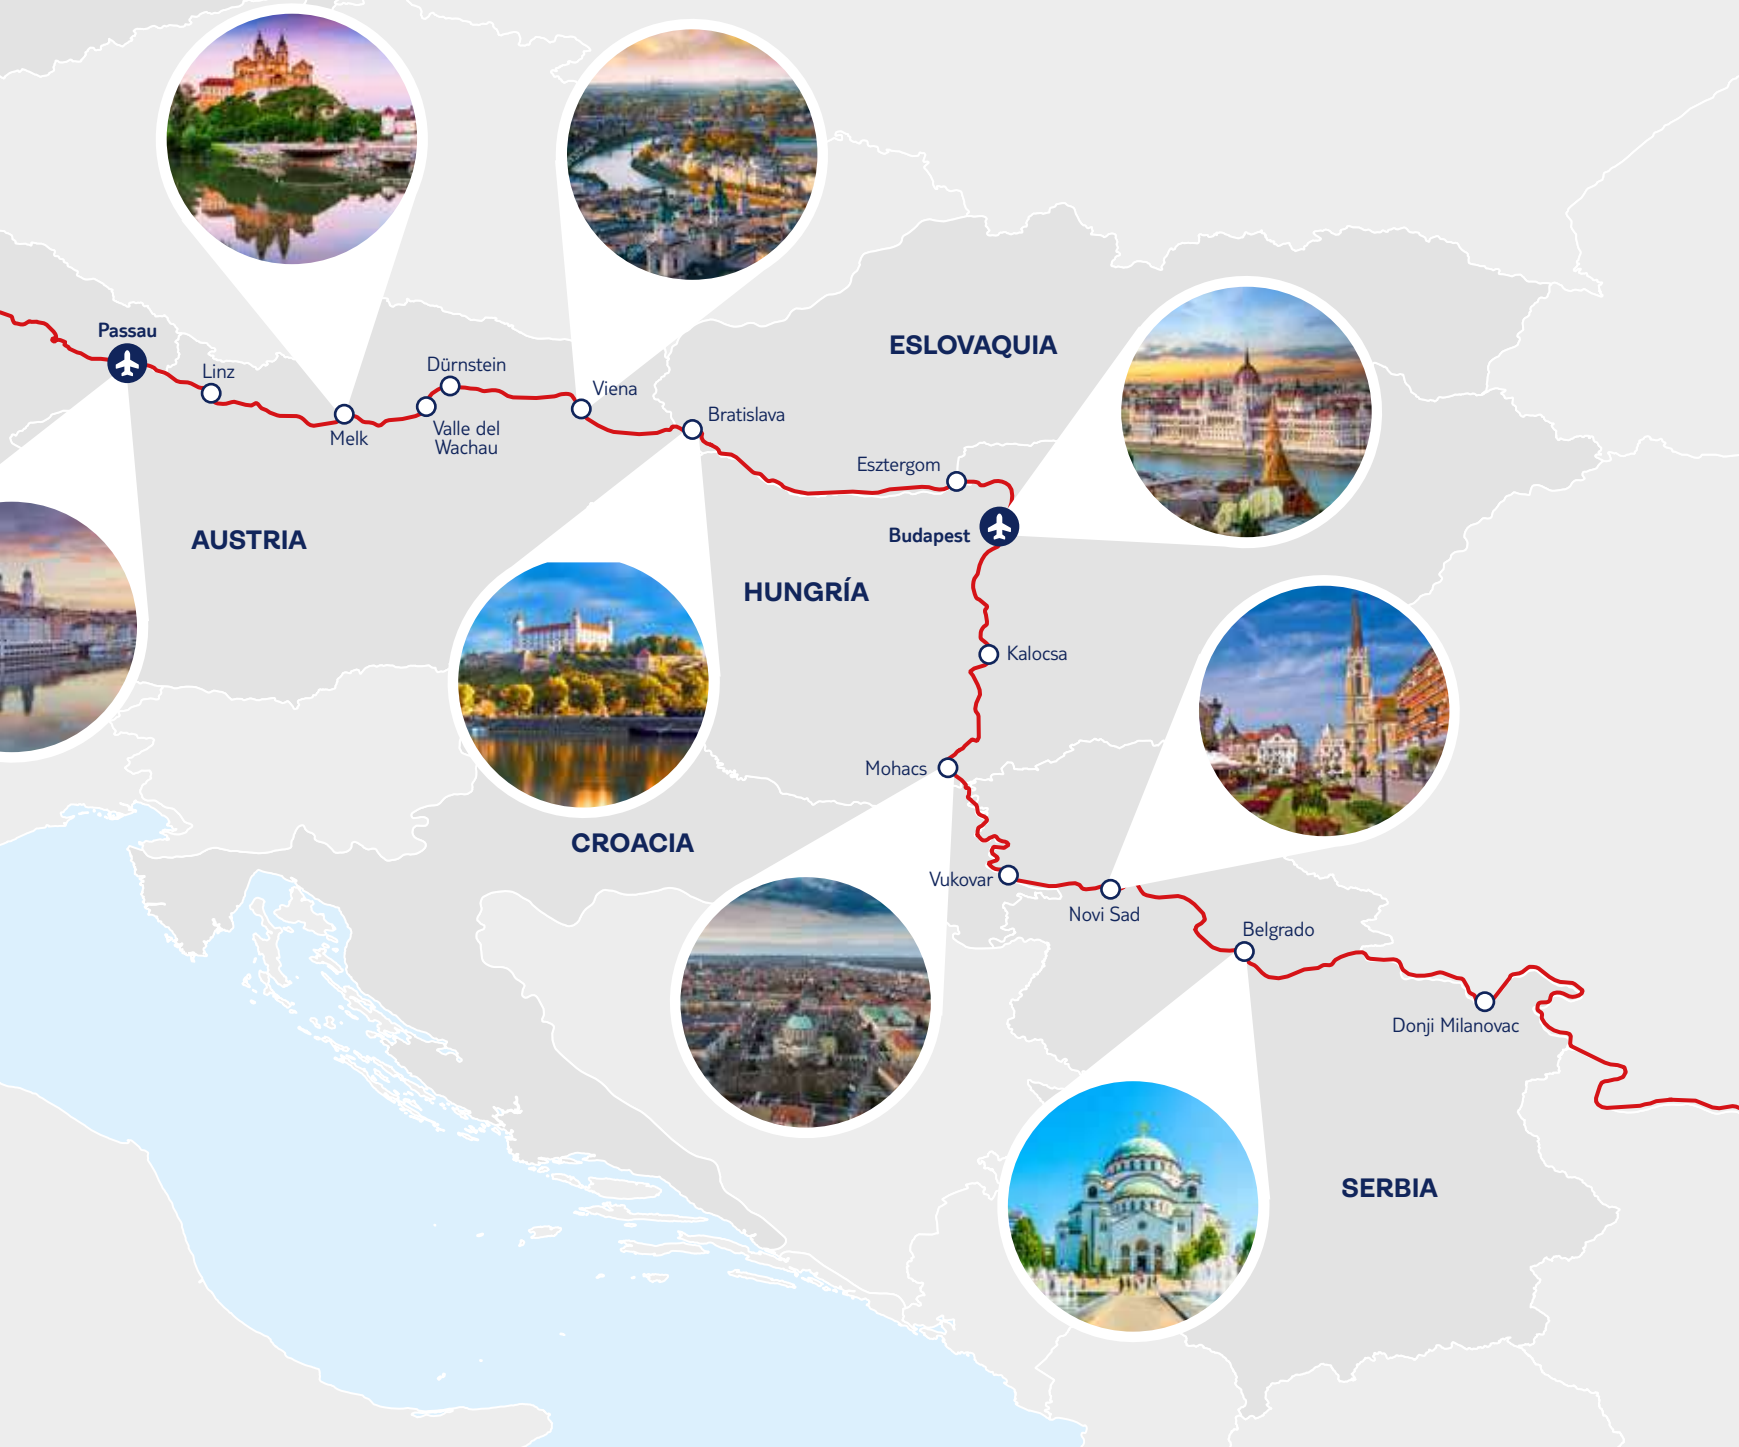 Passau
Linz
Melk
Dürnstein
Valle del
Wachau
Viena
Bratislava
ESLOVAQUIA
Esztergom
Budapest
AUSTRIA
HUNGRÍA
Kalocsa
Mohacs
CROACIA
Vukovar
Novi Sad
Belgrado
Donji Milanovac
SERBIA